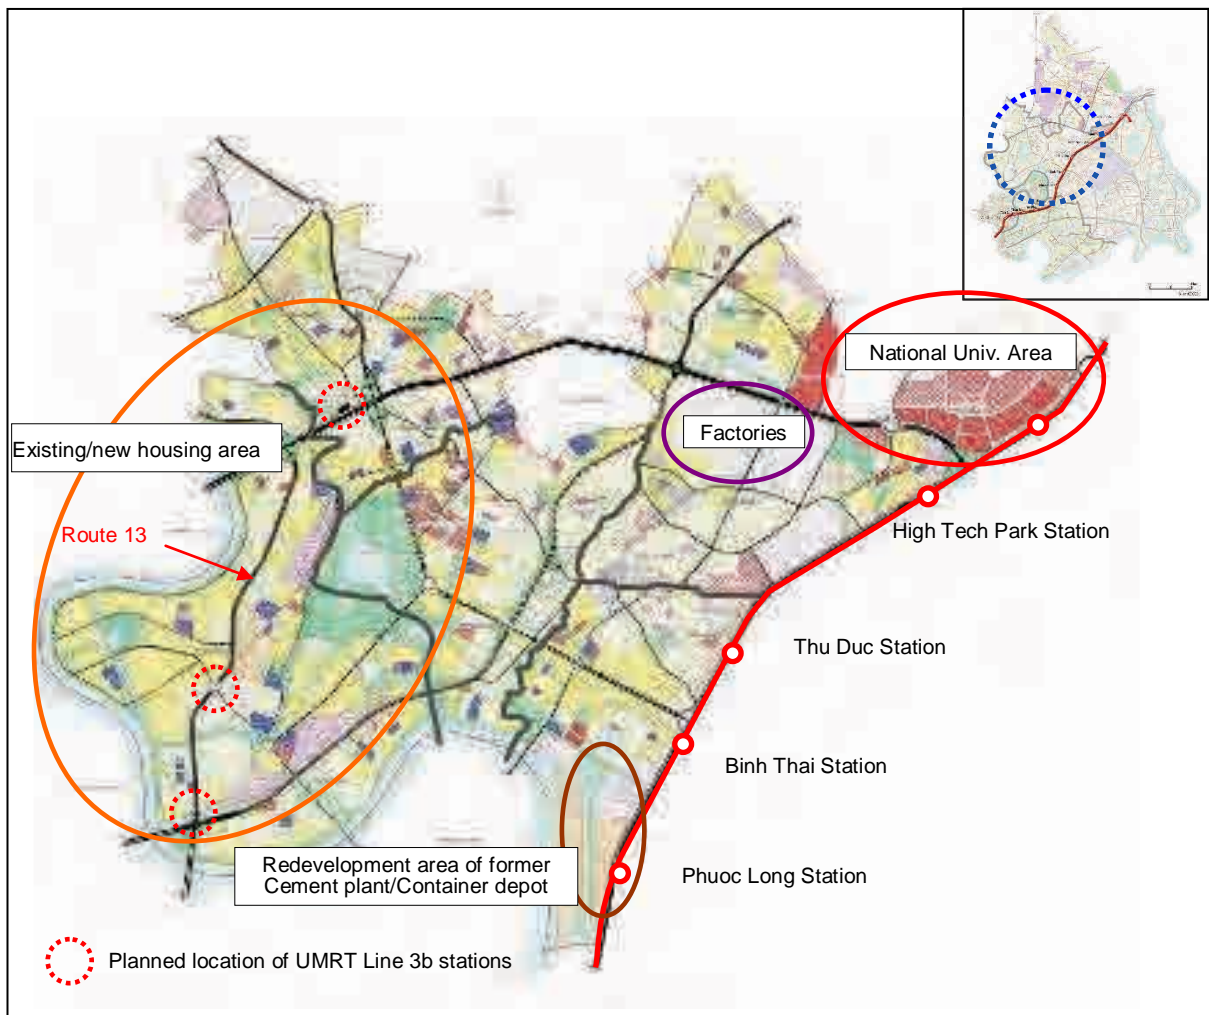 National Univ. Area
Factories
Existing/new housing area
Route 13
High Tech Park Station
Thu Duc Station
Binh Thai Station
Redevelopment area of former
Cement plant/Container depot
Phuoc Long Station
Planned location of UMRT Line 3b stations